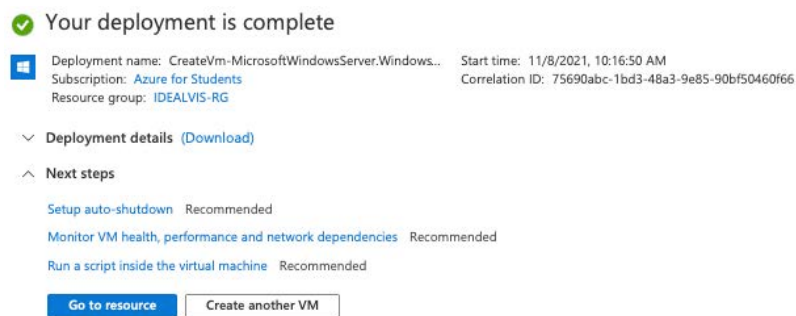 Your deployment is complete
Deployment name: CreateVm-MicrosoftWindowsServer.Windows... Start time: 11/8/2021, 10:16:50 AM
Subscription: Azure for Students Correlation ID: 75690abc-1bd3-48a3-9e85-90bf50460f66
Resource group: IDEALVIS-RG
Deployment details (Download)
Next steps
Setup auto-shutdown Recommended
Monitor VM health, performance and network dependencies Recommended
Run a script inside the virtual machine Recommended
Go to resource Create another VM